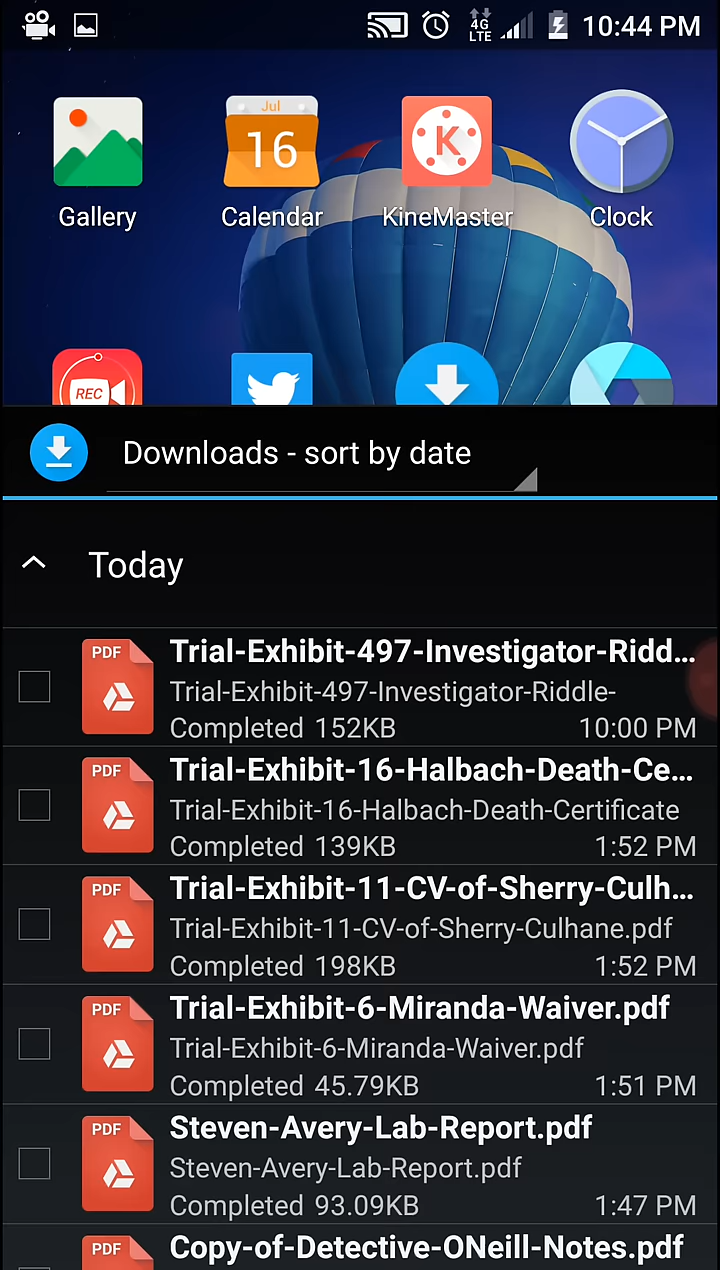 4G
LTE
10:44 PM
Jul
16
K
Gallery
Calendar
KineMaster
Clock
REC
Downloads - sort by date
Today
PDF
Trial-Exhibit-497-Investigator-Ridd...
Trial-Exhibit-497-Investigator-Riddle-
Completed 152KB
10:00 PM
PDF
Trial-Exhibit-16-Halbach-Death-Ce...
Trial-Exhibit-16-Halbach-Death-Certificate
Completed 139KB
1:52 PM
PDF
Trial-Exhibit-11-CV-of-Sherry-Culh...
Trial-Exhibit-11-CV-of-Sherry-Culhane.pdf
Completed 198KB
1:52 PM
PDF
Trial-Exhibit-6-Miranda-Waiver.pdf
Trial-Exhibit-6-Miranda-Waiver.pdf
Completed 45.79KB
1:51 PM
PDF
Steven-Avery-Lab-Report.pdf
Steven-Avery-Lab-Report.pdf
Completed 93.09KB
1:47 PM
PDF
Copy-of-Detective-ONeill-Notes.pdf